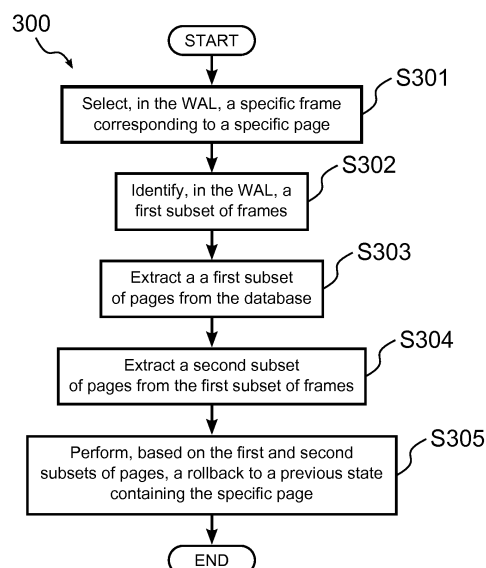 300
START
S301
Select, in the WAL, a specific frame
corresponding to a specific page
S302
Identify, in the WAL, a
first subset of frames
S303
Extract a a first subset
of pages from the database
S304
Extract a second subset
of pages from the first subset of frames
S305
Perform, based on the first and second
subsets of pages, a rollback to a previous state
containing the specific page
END